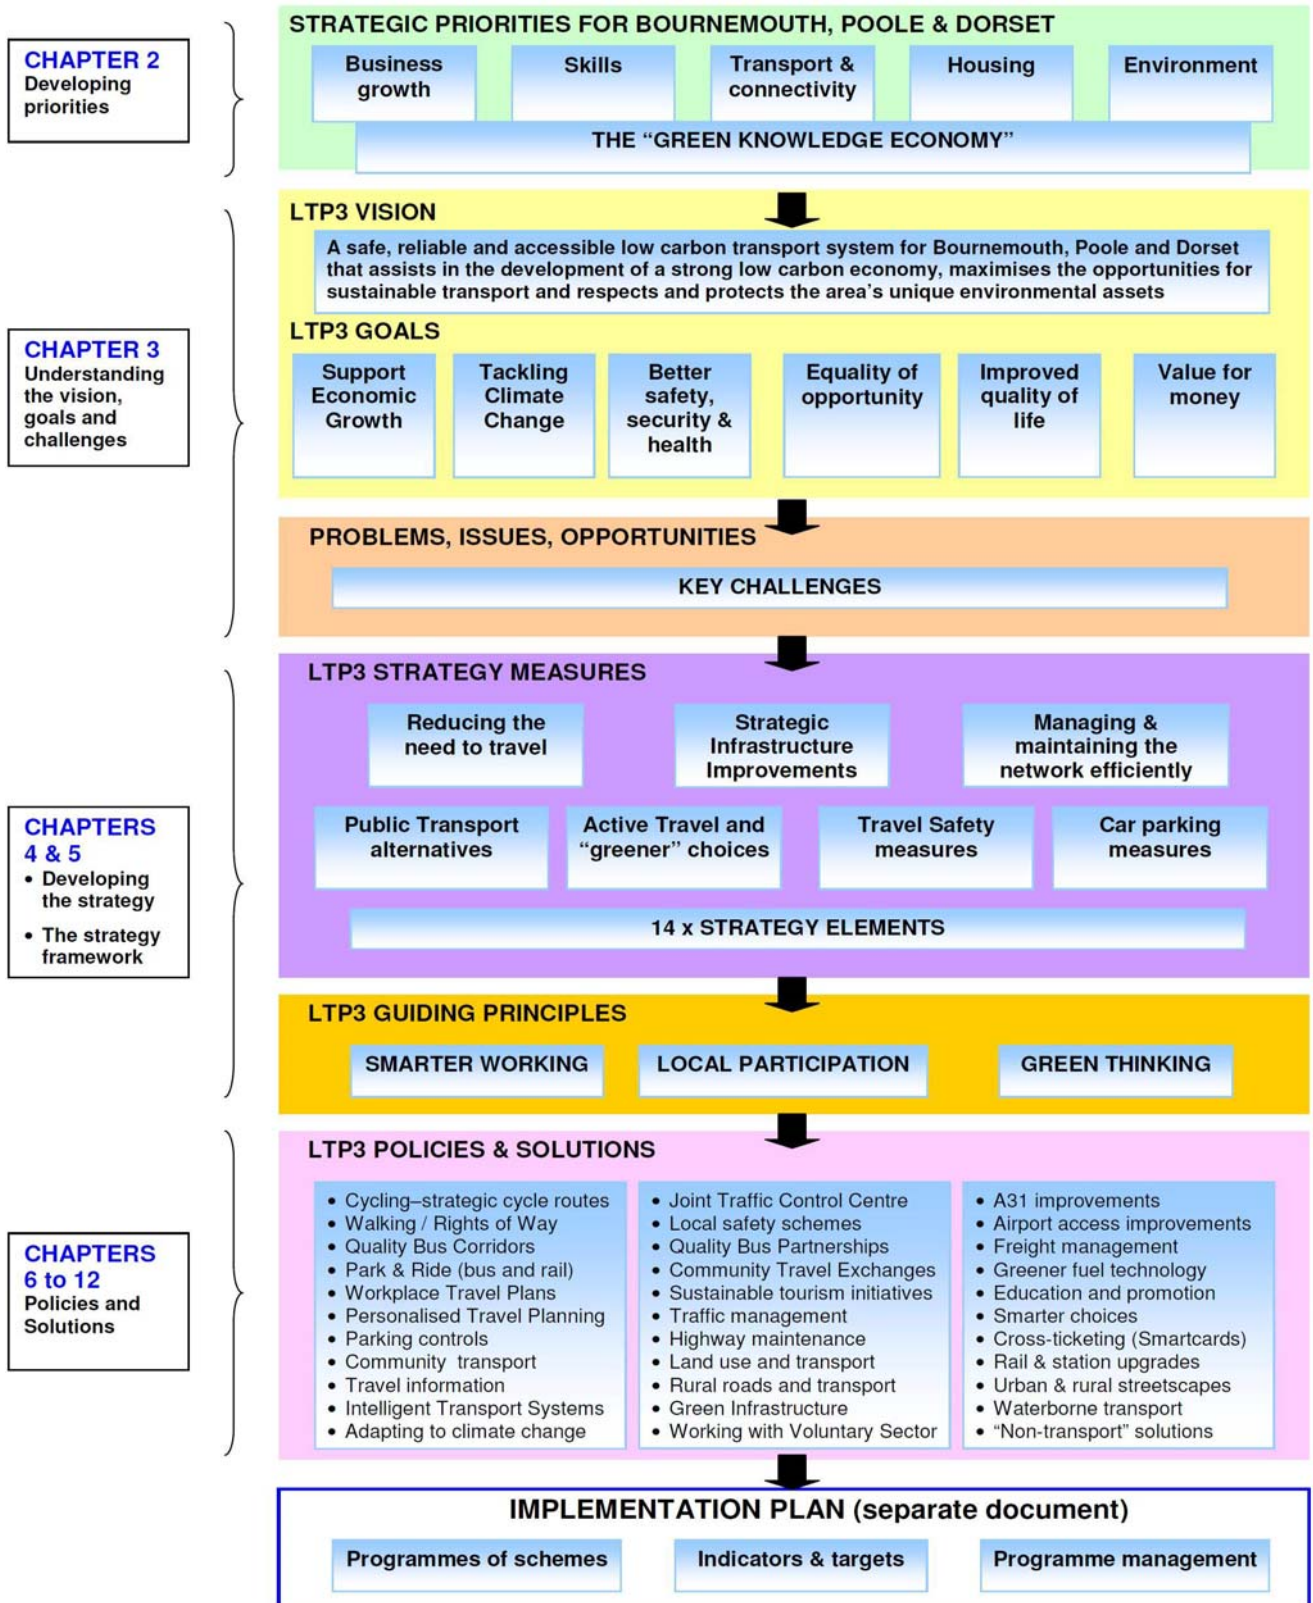 STRATEGIC PRIORITIES FOR BOURNEMOUTH, POOLE & DORSET
CHAPTER 2
Developing
priorities
Business
growth
Skills
Transport &
connectivity
Housing
Environment
THE “GREEN KNOWLEDGE ECONOMY”
CHAPTER 3
Understanding
the vision,
goals and
challenges
LTP3 VISION
A safe, reliable and accessible low carbon transport system for Bournemouth, Poole and Dorset
that assists in the development of a strong low carbon economy, maximises the opportunities for
sustainable transport and respects and protects the area’s unique environmental assets
LTP3 GOALS
Support
Economic
Growth
Tackling
Climate
Change
Better
safety,
security &
health
Equality of
opportunity
Improved
quality of
life
Value for
money
PROBLEMS, ISSUES, OPPORTUNITIES
KEY CHALLENGES
CHAPTERS
4 & 5
• Developing
the strategy
• The strategy
framework
LTP3 STRATEGY MEASURES
Reducing the
need to travel
Strategic
Infrastructure
Improvements
Managing &
maintaining the
network efficiently
Public Transport
alternatives
Active Travel and
“greener” choices
Travel Safety
measures
Car parking
measures
14 x STRATEGY ELEMENTS
LTP3 GUIDING PRINCIPLES
SMARTER WORKING
LOCAL PARTICIPATION
GREEN THINKING
CHAPTERS
6 to 12
Policies and
Solutions
LTP3 POLICIES & SOLUTIONS
• Cycling–strategic cycle routes
• Walking / Rights of Way
• Quality Bus Corridors
• Park & Ride (bus and rail)
• Workplace Travel Plans
• Personalised Travel Planning
• Parking controls
• Community transport
• Travel information
• Intelligent Transport Systems
• Adapting to climate change
• Joint Traffic Control Centre
• Local safety schemes
• Quality Bus Partnerships
• Community Travel Exchanges
• Sustainable tourism initiatives
• Traffic management
• Highway maintenance
• Land use and transport
• Rural roads and transport
• Green Infrastructure
• Working with Voluntary Sector
• A31 improvements
• Airport access improvements
• Freight management
• Greener fuel technology
• Education and promotion
• Smarter choices
• Cross-ticketing (Smartcards)
• Rail & station upgrades
• Urban & rural streetscapes
• Waterborne transport
• “Non-transport” solutions
IMPLEMENTATION PLAN (separate document)
Programmes of schemes
Indicators & targets
Programme management